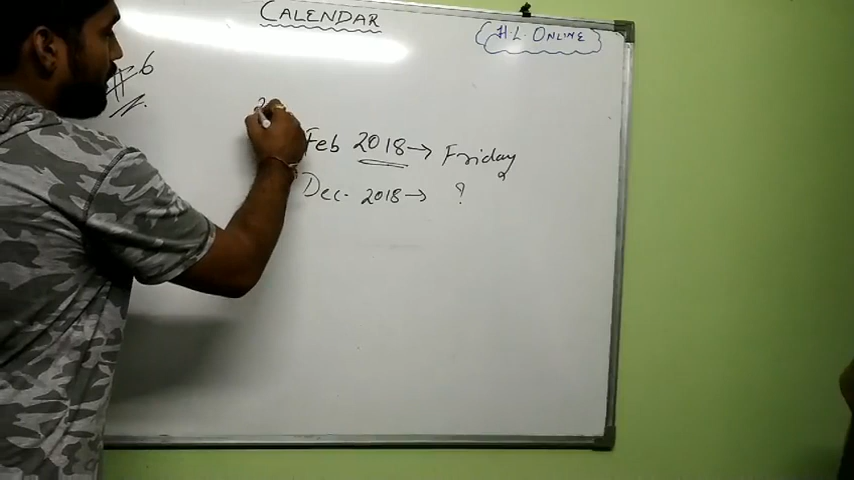 CALENDAR
H.L. ONLINE
# 6
Feb 2018 → Friday
Dec. 2018 → ?